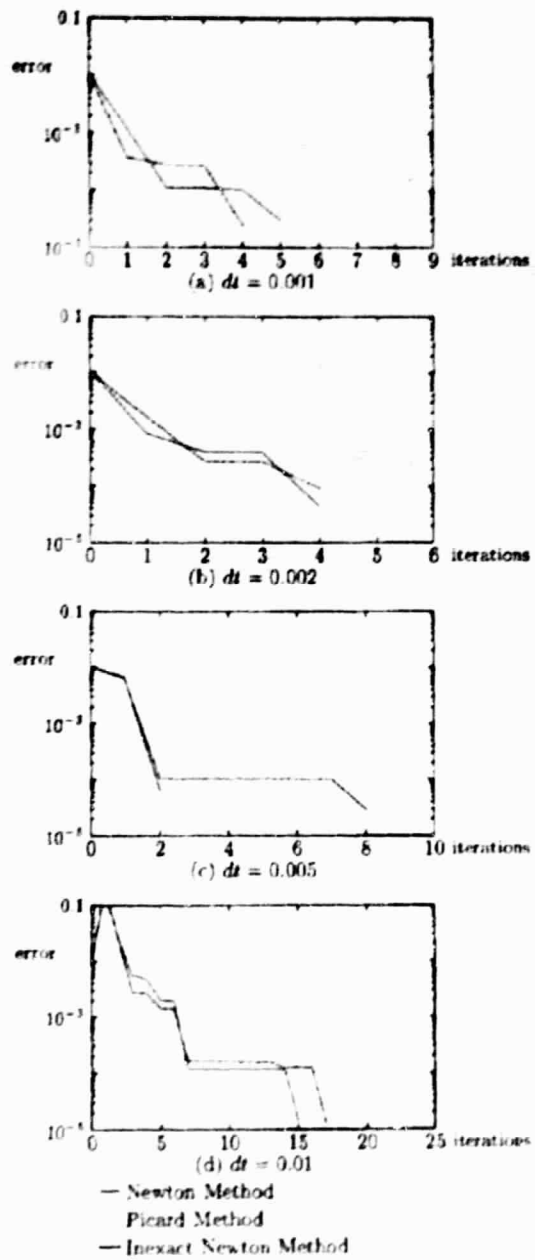 0.1
error
10⁻³
0 1 2 3 4 5 6 7 8 9 iterations
(a) dt = 0.001
0.1
error
10⁻³
10⁻⁵
0 1 2 3 4 5 6 iterations
(b) dt = 0.002
0.1
error
10⁻³
10⁻⁵
0 2 4 6 8 10 iterations
(c) dt = 0.005
0.1
error
10⁻³
10⁻⁵
0 5 10 15 20 25 iterations
(d) dt = 0.01
— Newton Method
Picard Method
— Inexact Newton Method